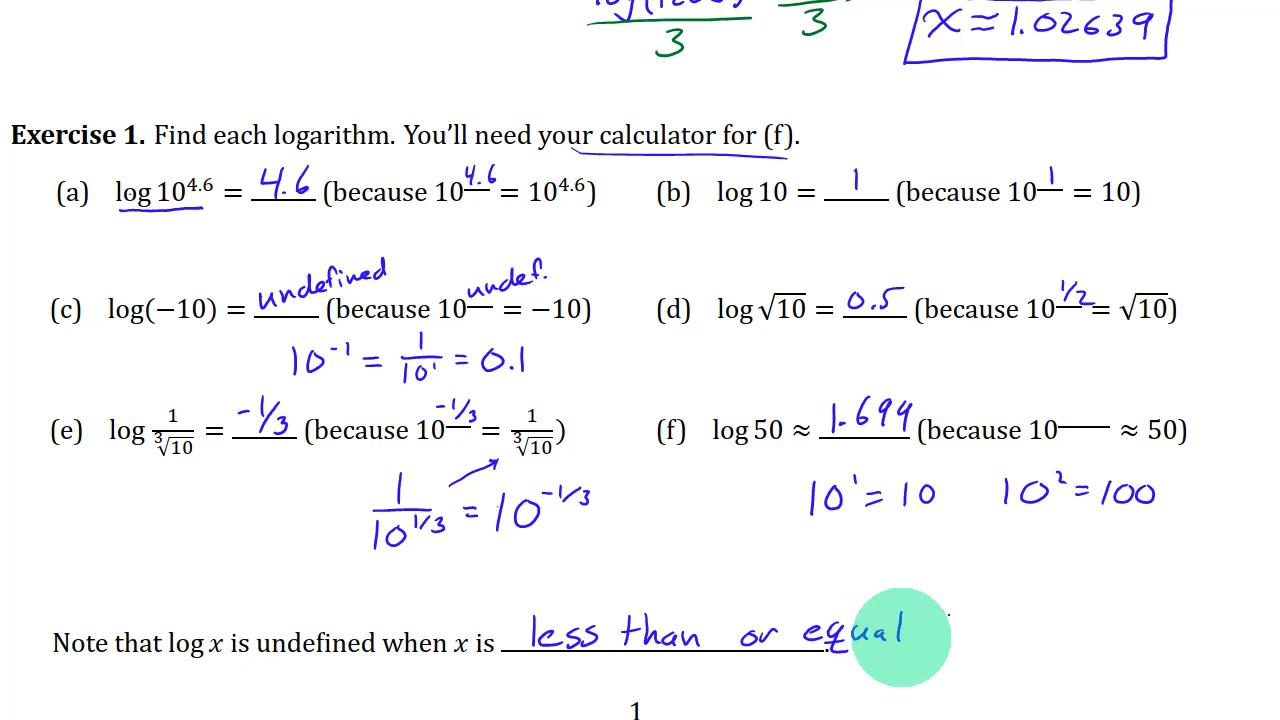 log(1200)
3
3
x ≈ 1.02639
Exercise 1. Find each logarithm. You'll need your calculator for (f).
(a) log 10^4.6 = 4.6 (because 10^4.6 = 10^4.6) (b) log 10 = 1 (because 10^1 = 10)
(c) log(−10) = undefined (because 10^undef. = −10) (d) log √10 = 0.5 (because 10^1/2 = √10)
10^-1 = 1/10^1 = 0.1
(e) log 1/∛10 = -1/3 (because 10^-1/3 = 1/∛10) (f) log 50 ≈ 1.699 (because 10___ ≈ 50)
1/10^1/3 = 10^-1/3 10^1 = 10 10^2 = 100
Note that log x is undefined when x is less than or equal.
1